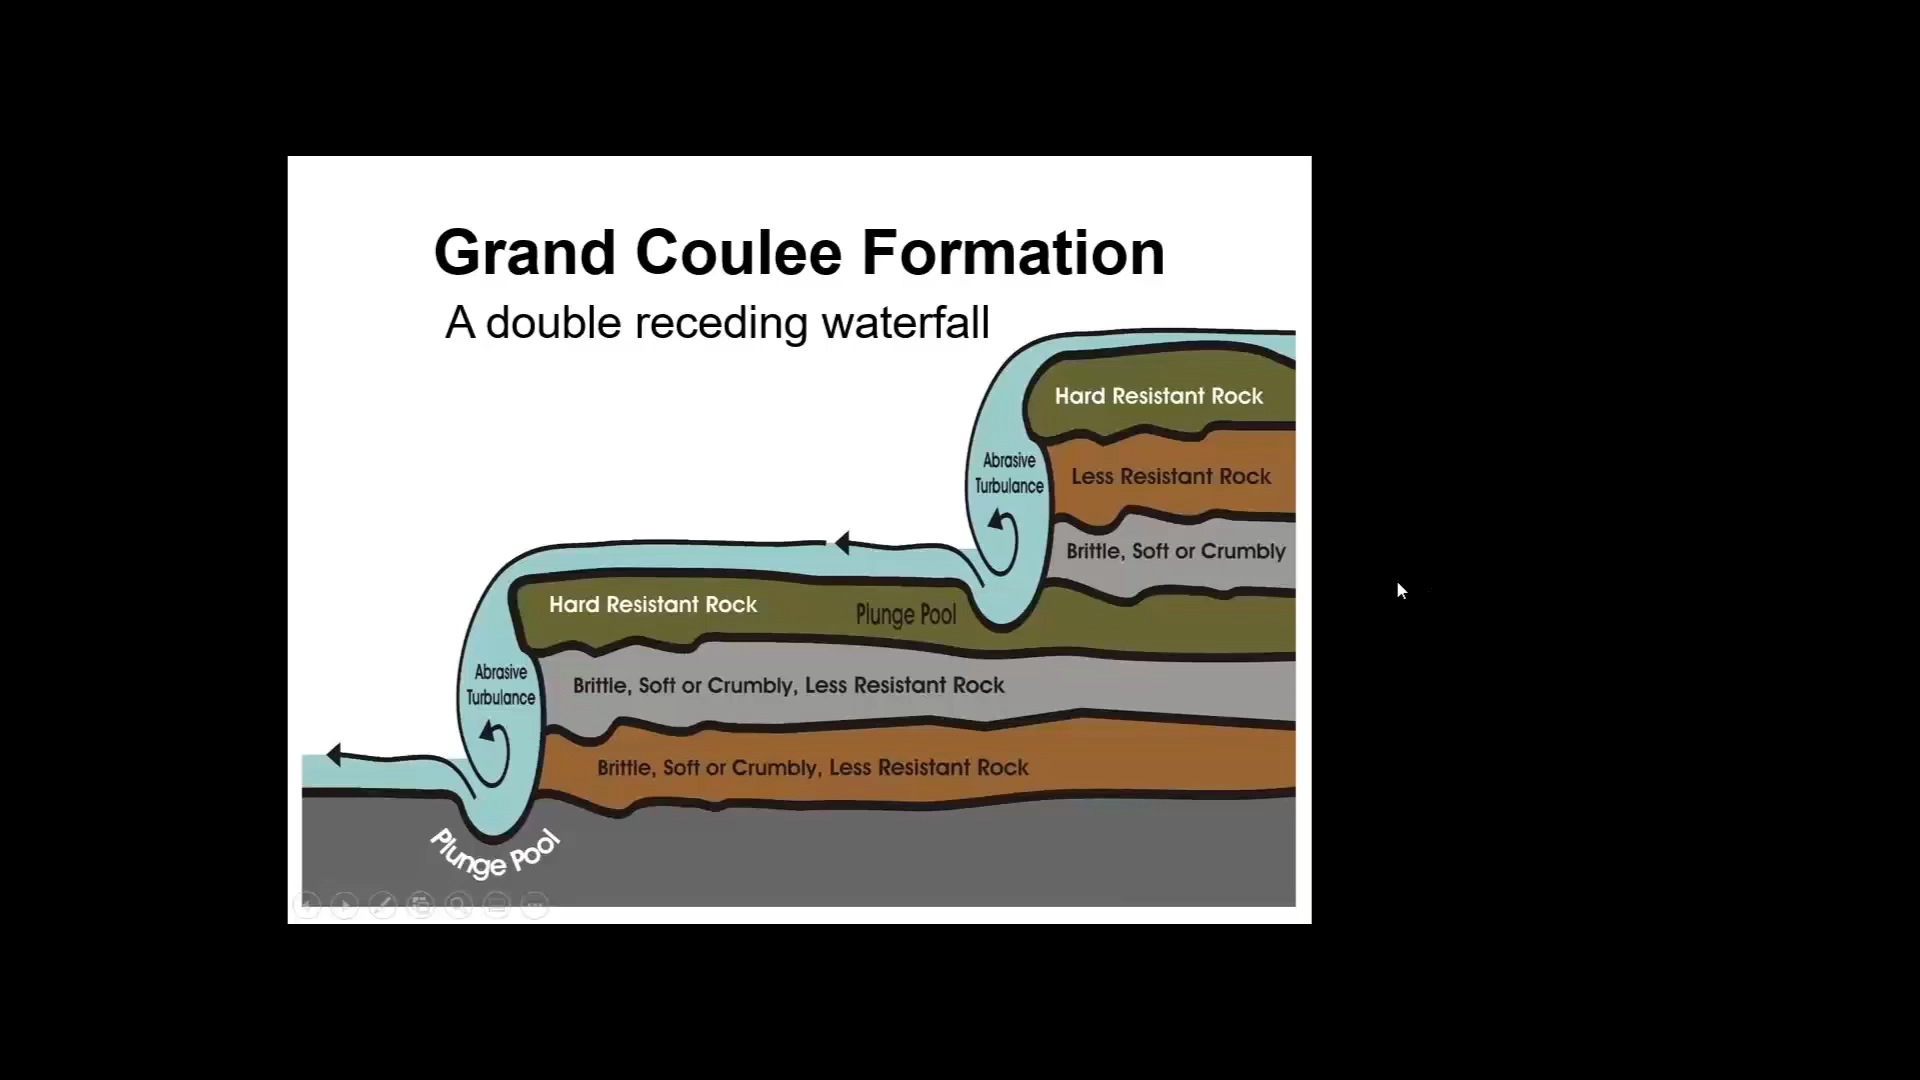 Grand Coulee Formation
A double receding waterfall
Hard Resistant Rock
Abrasive
Turbulance
Less Resistant Rock
Brittle, Soft or Crumbly
Hard Resistant Rock
Plunge Pool
Abrasive
Turbulance
Brittle, Soft or Crumbly, Less Resistant Rock
Brittle, Soft or Crumbly, Less Resistant Rock
Plunge Pool